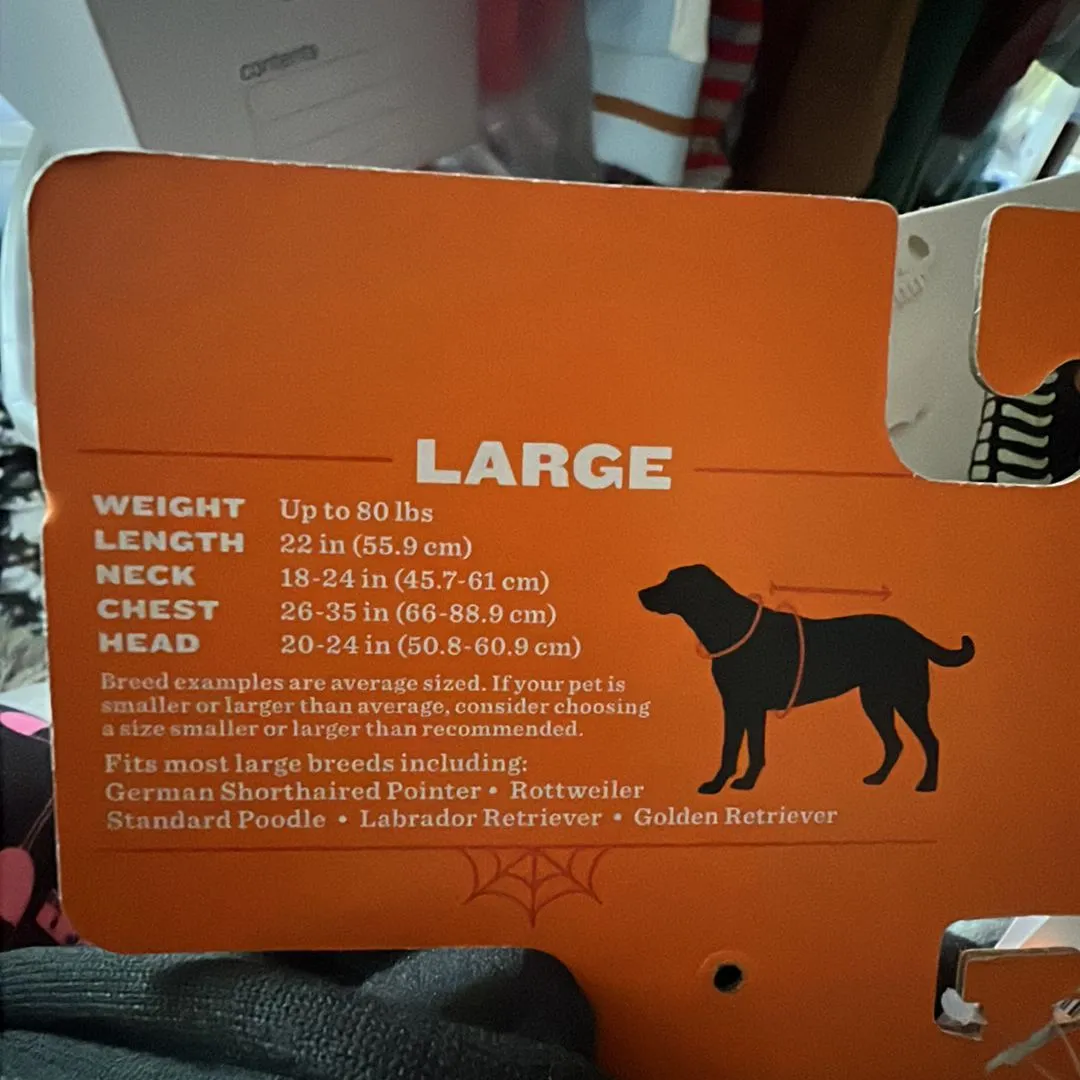 LARGE
WEIGHT Up to 80 lbs
LENGTH 22 in (55.9 cm)
NECK 18-24 in (45.7-61 cm)
CHEST 26-35 in (66-88.9 cm)
HEAD 20-24 in (50.8-60.9 cm)
Breed examples are average sized. If your pet is
smaller or larger than average, consider choosing
a size smaller or larger than recommended.
Fits most large breeds including:
German Shorthaired Pointer • Rottweiler
Standard Poodle • Labrador Retriever • Golden Retriever